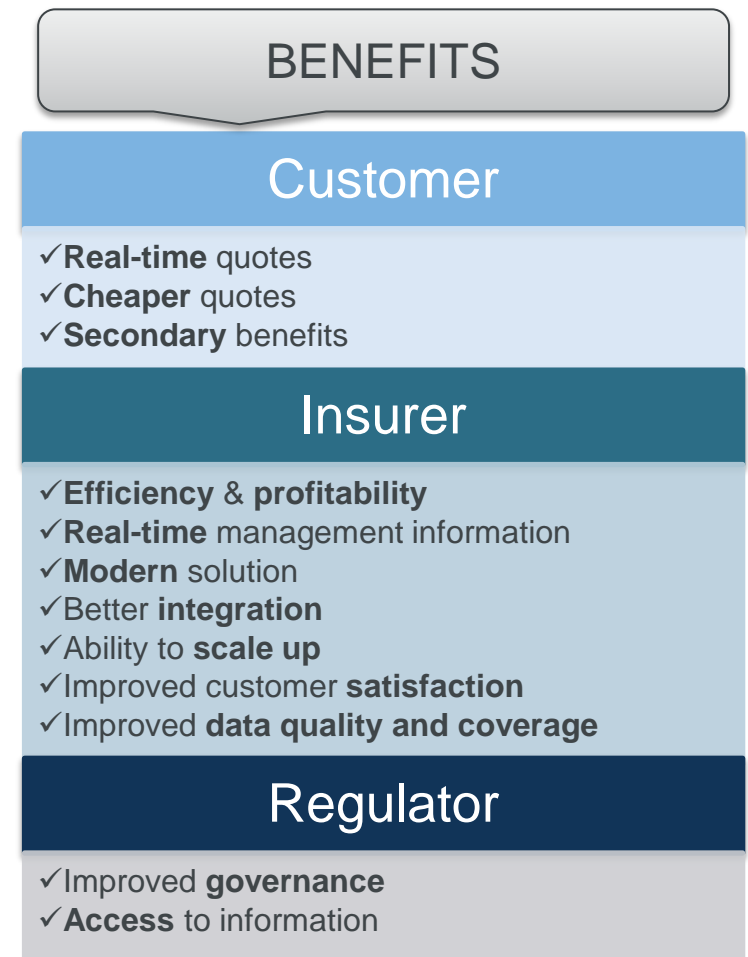 BENEFITS
Customer
✓Real-time quotes
✓Cheaper quotes
✓Secondary benefits
Insurer
✓Efficiency & profitability
✓Real-time management information
✓Modern solution
✓Better integration
✓Ability to scale up
✓Improved customer satisfaction
✓Improved data quality and coverage
Regulator
✓Improved governance
✓Access to information